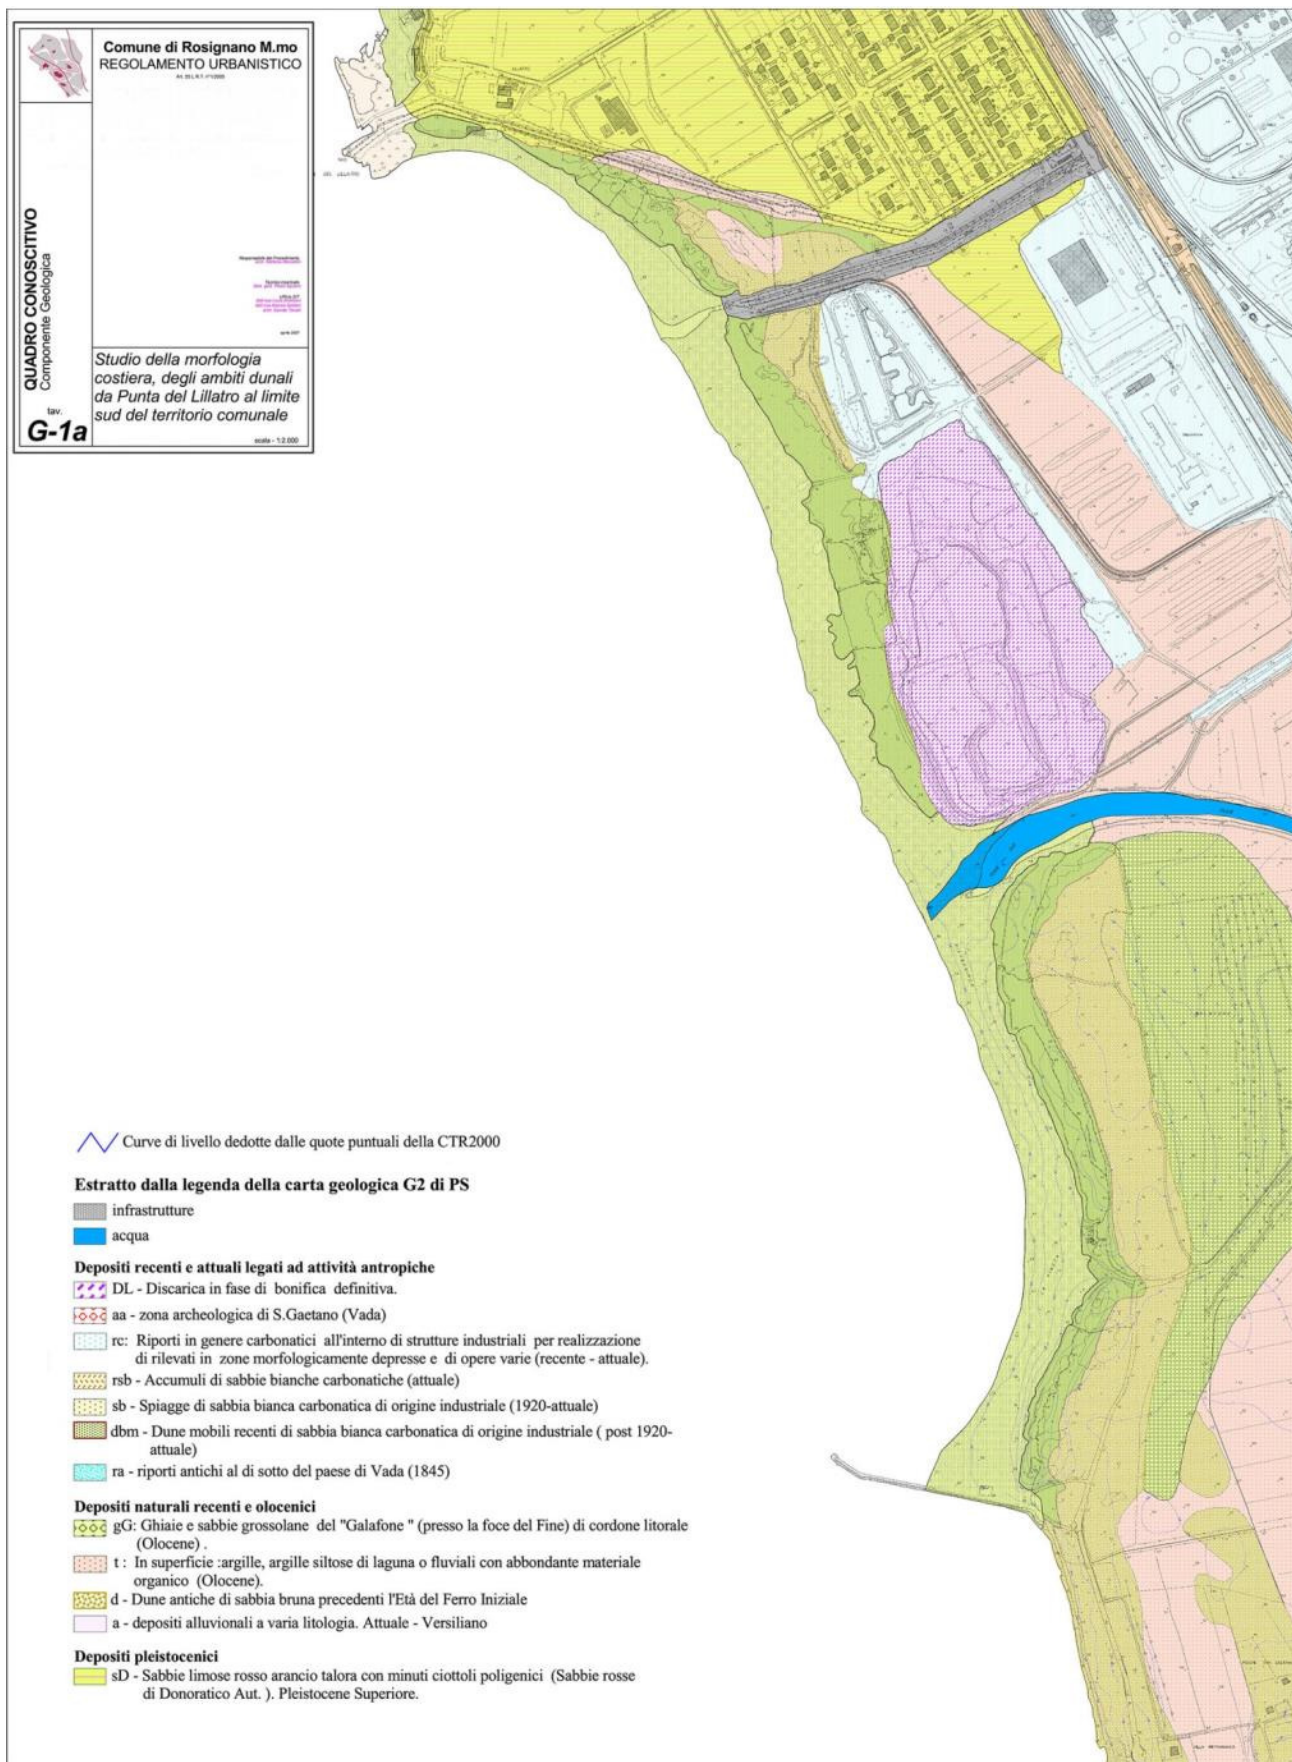 Comune di Rosignano M.mo
REGOLAMENTO URBANISTICO
QUADRO CONOSCITIVO
Componente Geologica
tav.
G-1a
Studio della morfologia
costiera, degli ambiti dunali
da Punta del Lillatro al limite
sud del territorio comunale
scala - 1:2.000
Curve di livello dedotte dalle quote puntuali della CTR2000
Estratto dalla legenda della carta geologica G2 di PS
infrastrutture
acqua
Depositi recenti e attuali legati ad attività antropiche
DL - Discarica in fase di bonifica definitiva.
aa - zona archeologica di S.Gaetano (Vada)
rc: Riporti in genere carbonatici all'interno di strutture industriali per realizzazione
di rilevati in zone morfologicamente depresse e di opere varie (recente - attuale).
rsb - Accumuli di sabbie bianche carbonatiche (attuale)
sb - Spiagge di sabbia bianca carbonatica di origine industriale (1920-attuale)
dbm - Dune mobili recenti di sabbia bianca carbonatica di origine industriale ( post 1920-
attuale)
ra - riporti antichi al di sotto del paese di Vada (1845)
Depositi naturali recenti e olocenici
gG: Ghiaie e sabbie grossolane del "Galafone " (presso la foce del Fine) di cordone litorale
(Olocene) .
t : In superficie :argille, argille siltose di laguna o fluviali con abbondante materiale
organico (Olocene).
d - Dune antiche di sabbia bruna precedenti l'Età del Ferro Iniziale
a - depositi alluvionali a varia litologia. Attuale - Versiliano
Depositi pleistocenici
sD - Sabbie limose rosso arancio talora con minuti ciottoli poligenici (Sabbie rosse
di Donoratico Aut. ). Pleistocene Superiore.